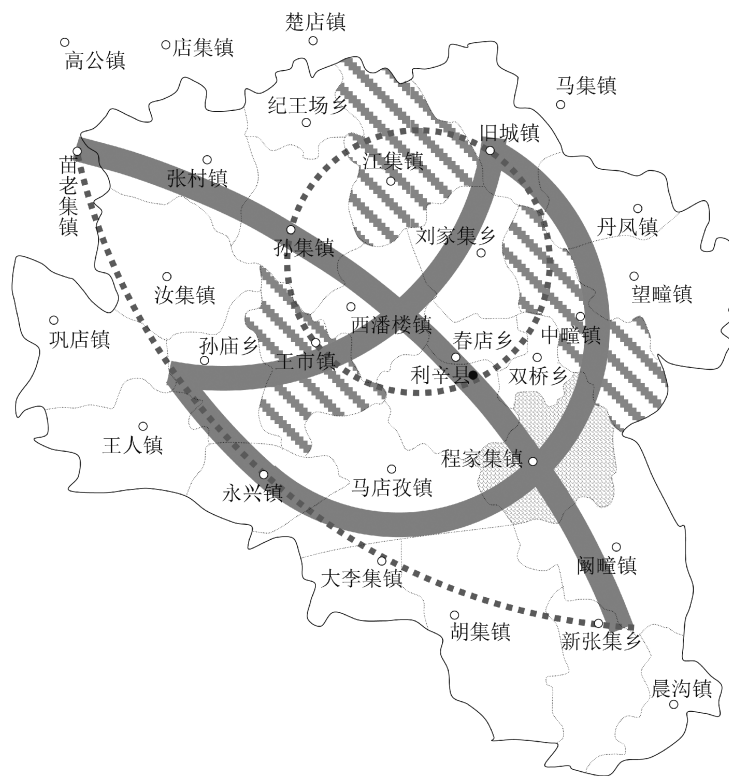 楚店镇
店集镇
高公镇
马集镇
纪王场乡
旧城镇
江集镇
苗老集镇
张村镇
丹凤镇
刘家集乡
孙集镇
汝集镇
望疃镇
西潘楼镇
巩店镇
中疃镇
春店乡
孙庙乡
王市镇
利辛县
双桥乡
王人镇
程家集镇
永兴镇
马店孜镇
阚疃镇
大李集镇
胡集镇
新张集乡
晨沟镇